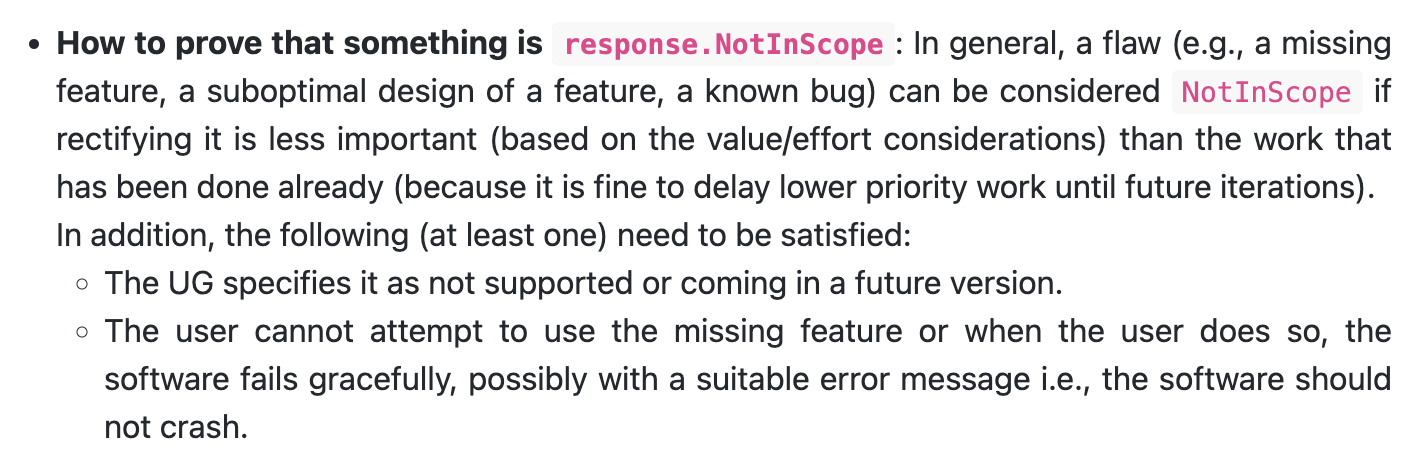 • How to prove that something is response.NotInScope : In general, a flaw (e.g., a missing
feature, a suboptimal design of a feature, a known bug) can be considered NotInScope if
rectifying it is less important (based on the value/effort considerations) than the work that
has been done already (because it is fine to delay lower priority work until future iterations).
In addition, the following (at least one) need to be satisfied:
◦ The UG specifies it as not supported or coming in a future version.
◦ The user cannot attempt to use the missing feature or when the user does so, the
software fails gracefully, possibly with a suitable error message i.e., the software should
not crash.